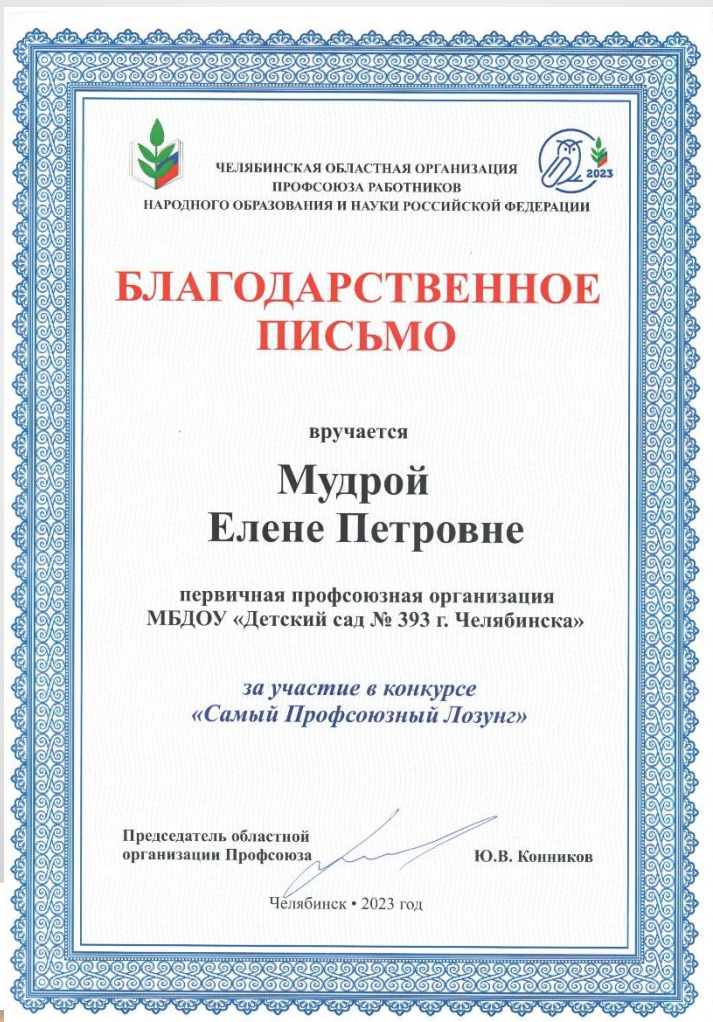 2023
ЧЕЛЯБИНСКАЯ ОБЛАСТНАЯ ОРГАНИЗАЦИЯ
ПРОФСОЮЗА РАБОТНИКОВ
НАРОДНОГО ОБРАЗОВАНИЯ И НАУКИ РОССИЙСКОЙ ФЕДЕРАЦИИ
БЛАГОДАРСТВЕННОЕ
ПИСЬМО
вручается
Мудрой
Елене Петровне
первичная профсоюзная организация
МБДОУ «Детский сад № 393 г. Челябинска»
за участие в конкурсе
«Самый Профсоюзный Лозунг»
Председатель областной
организации Профсоюза
Ю.В. Конников
Челябинск • 2023 год